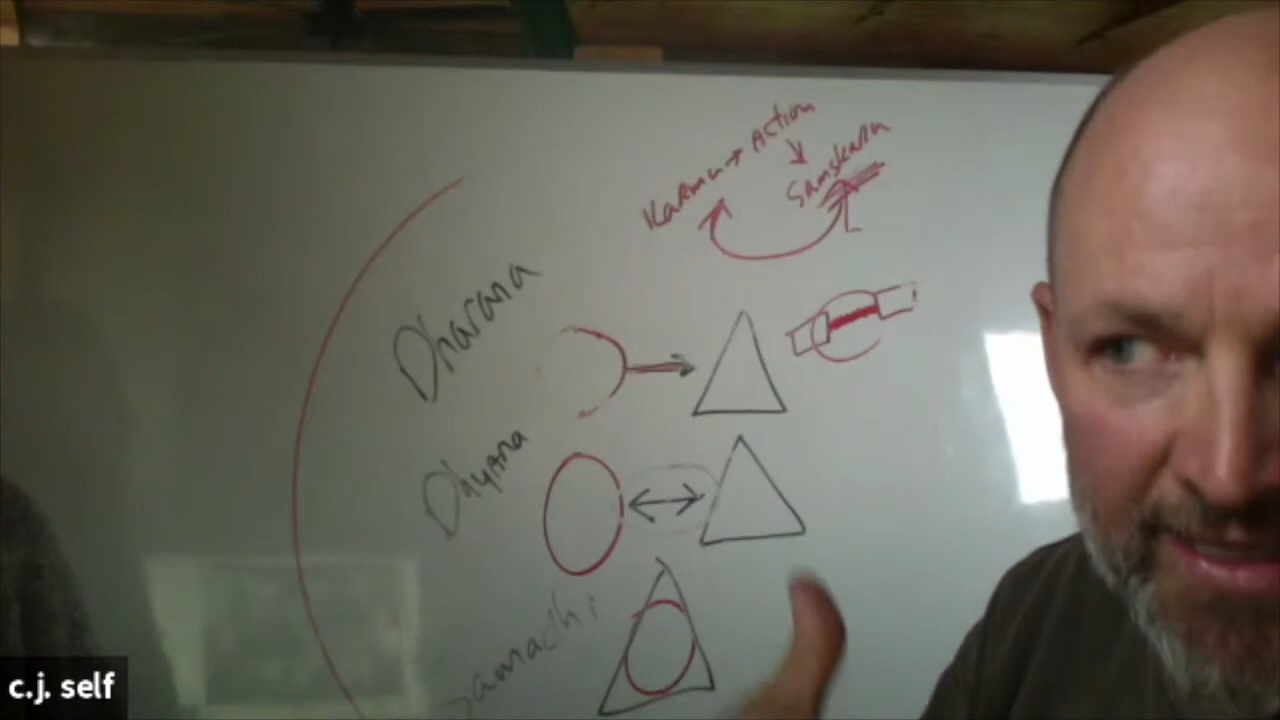 Karma → Action
↓
Samskara
Dharana
Dhyana
Samadhi
c.j. self